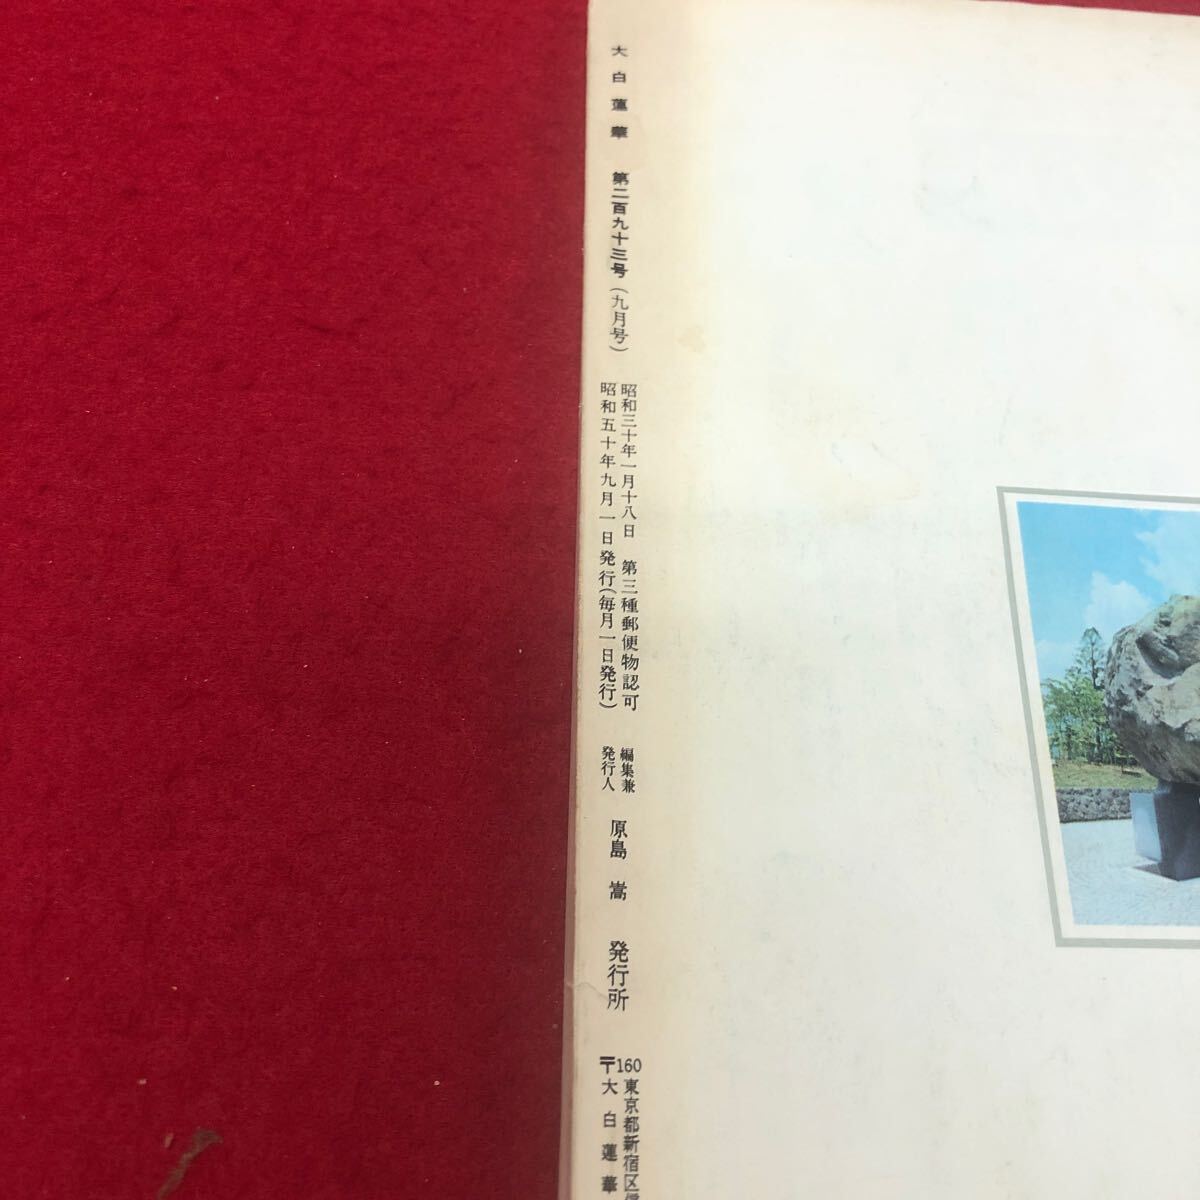 大白蓮華 第二百九十三号(九月号)
昭和三十年一月十八日 第三種郵便物認可
昭和五十年九月一日発行(毎月一日発行)
編集兼
発行人
原島 嵩
発行所
〒160 東京都新宿区信
大白蓮華